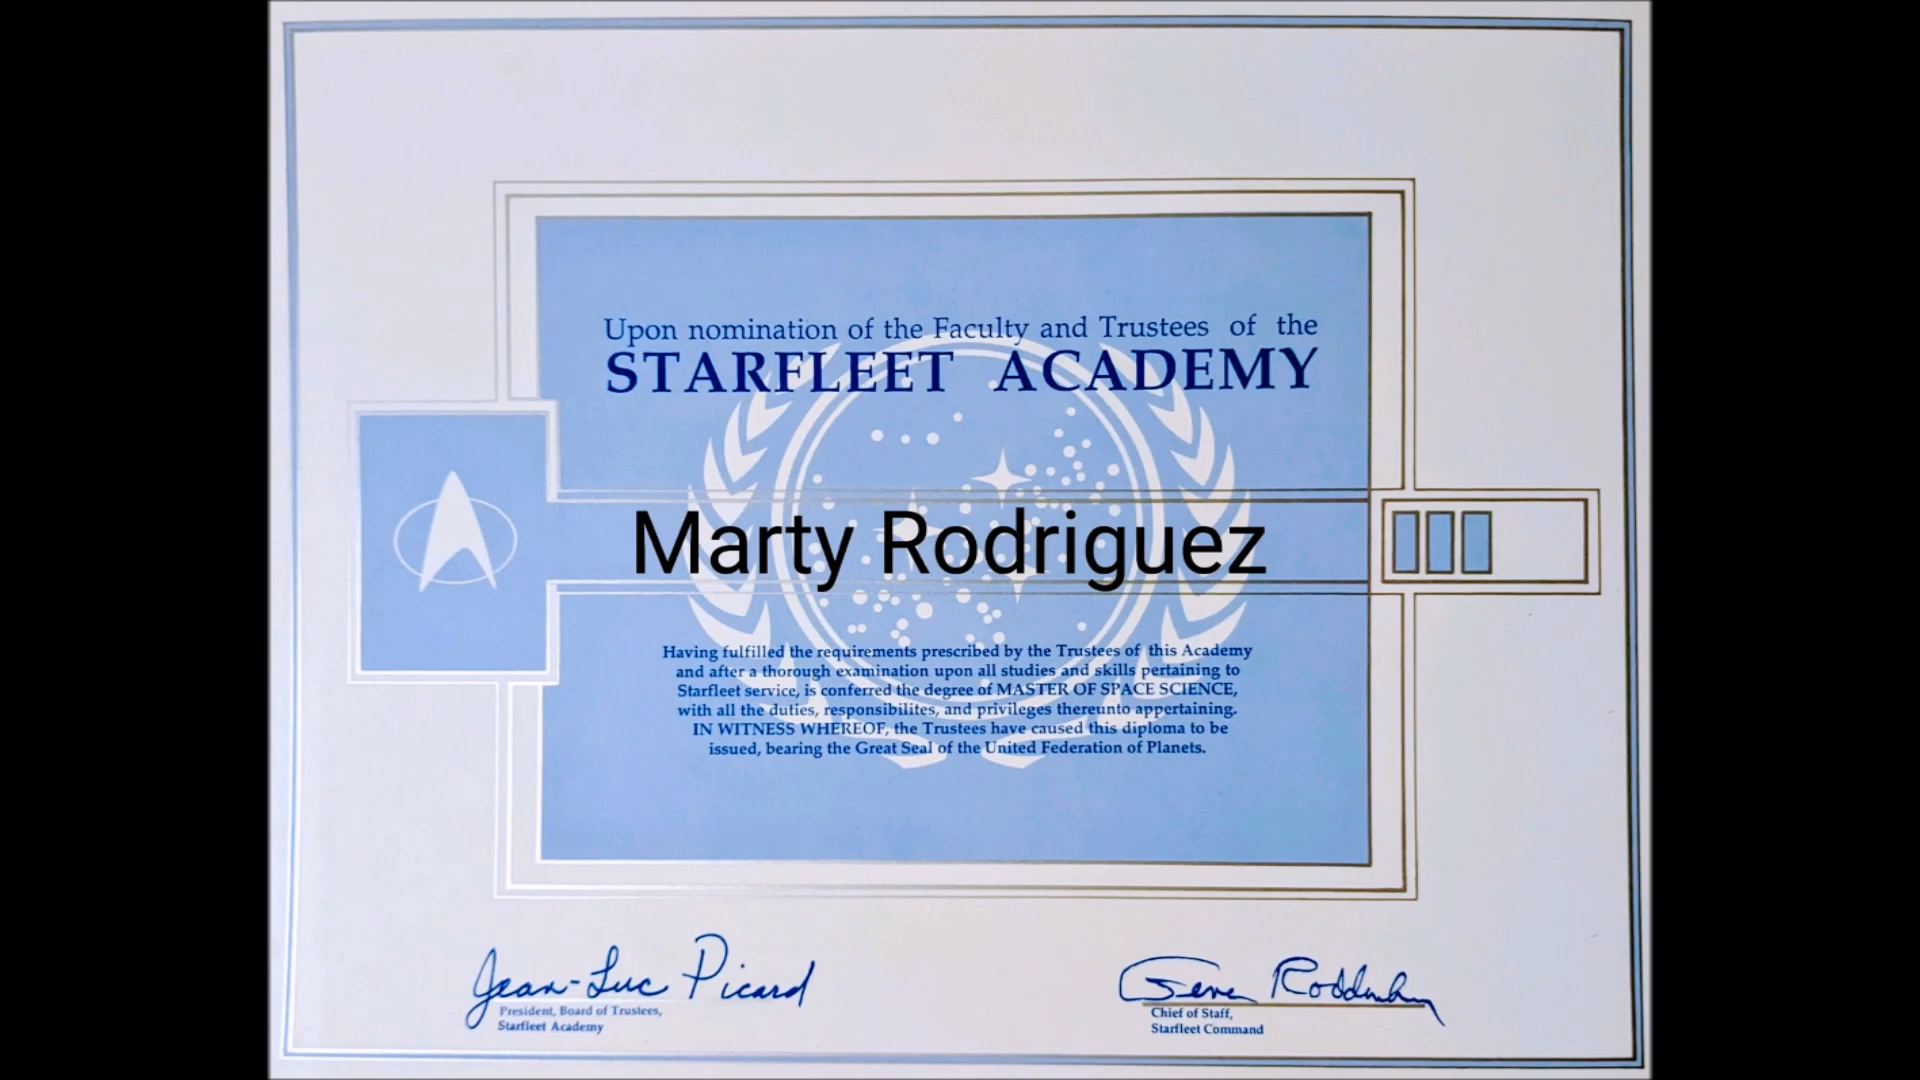 Upon nomination of the Faculty and Trustees of the
STARFLEET ACADEMY
Marty Rodriguez
Having fulfilled the requirements prescribed by the Trustees of this Academy
and after a thorough examination upon all studies and skills pertaining to
Starfleet service, is conferred the degree of MASTER OF SPACE SCIENCE,
with all the duties, responsibilites, and privileges thereunto appertaining.
IN WITNESS WHEREOF, the Trustees have caused this diploma to be
issued, bearing the Great Seal of the United Federation of Planets.
Jean-Luc Picard
President, Board of Trustees,
Starfleet Academy
Gene Roddenberry
Chief of Staff,
Starfleet Command